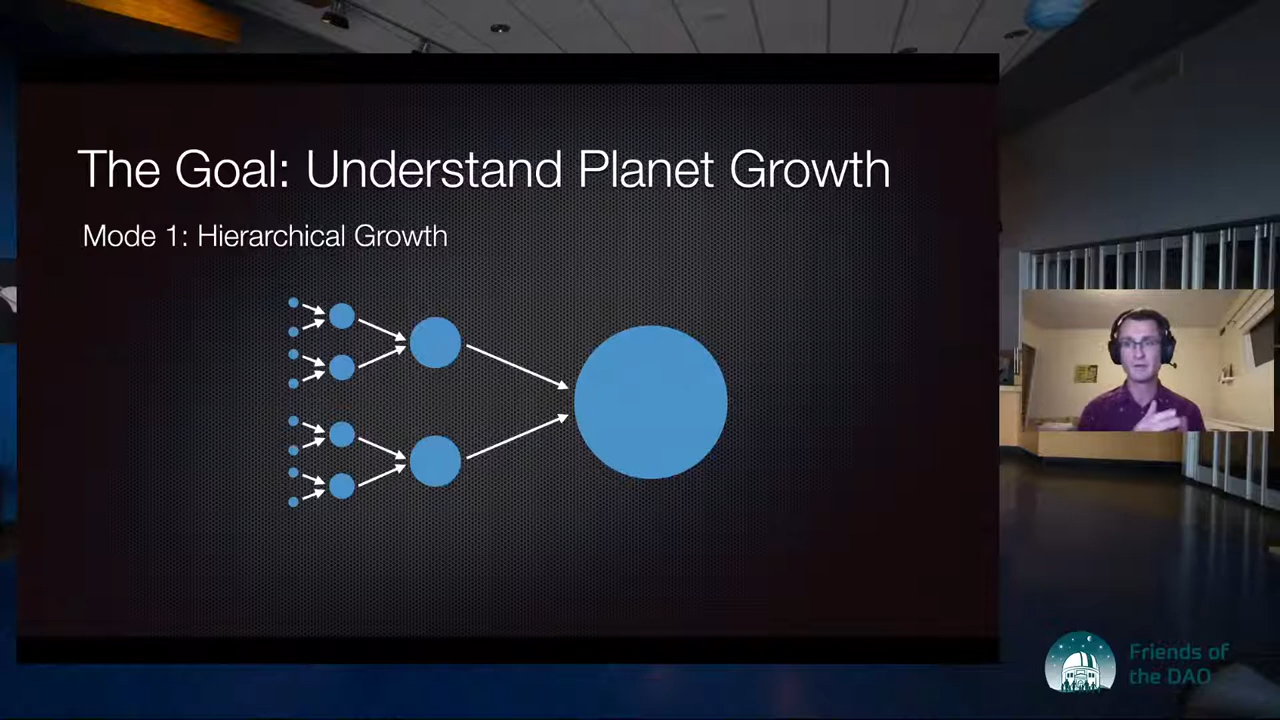 The Goal: Understand Planet Growth
Mode 1: Hierarchical Growth
Friends of
the DAO